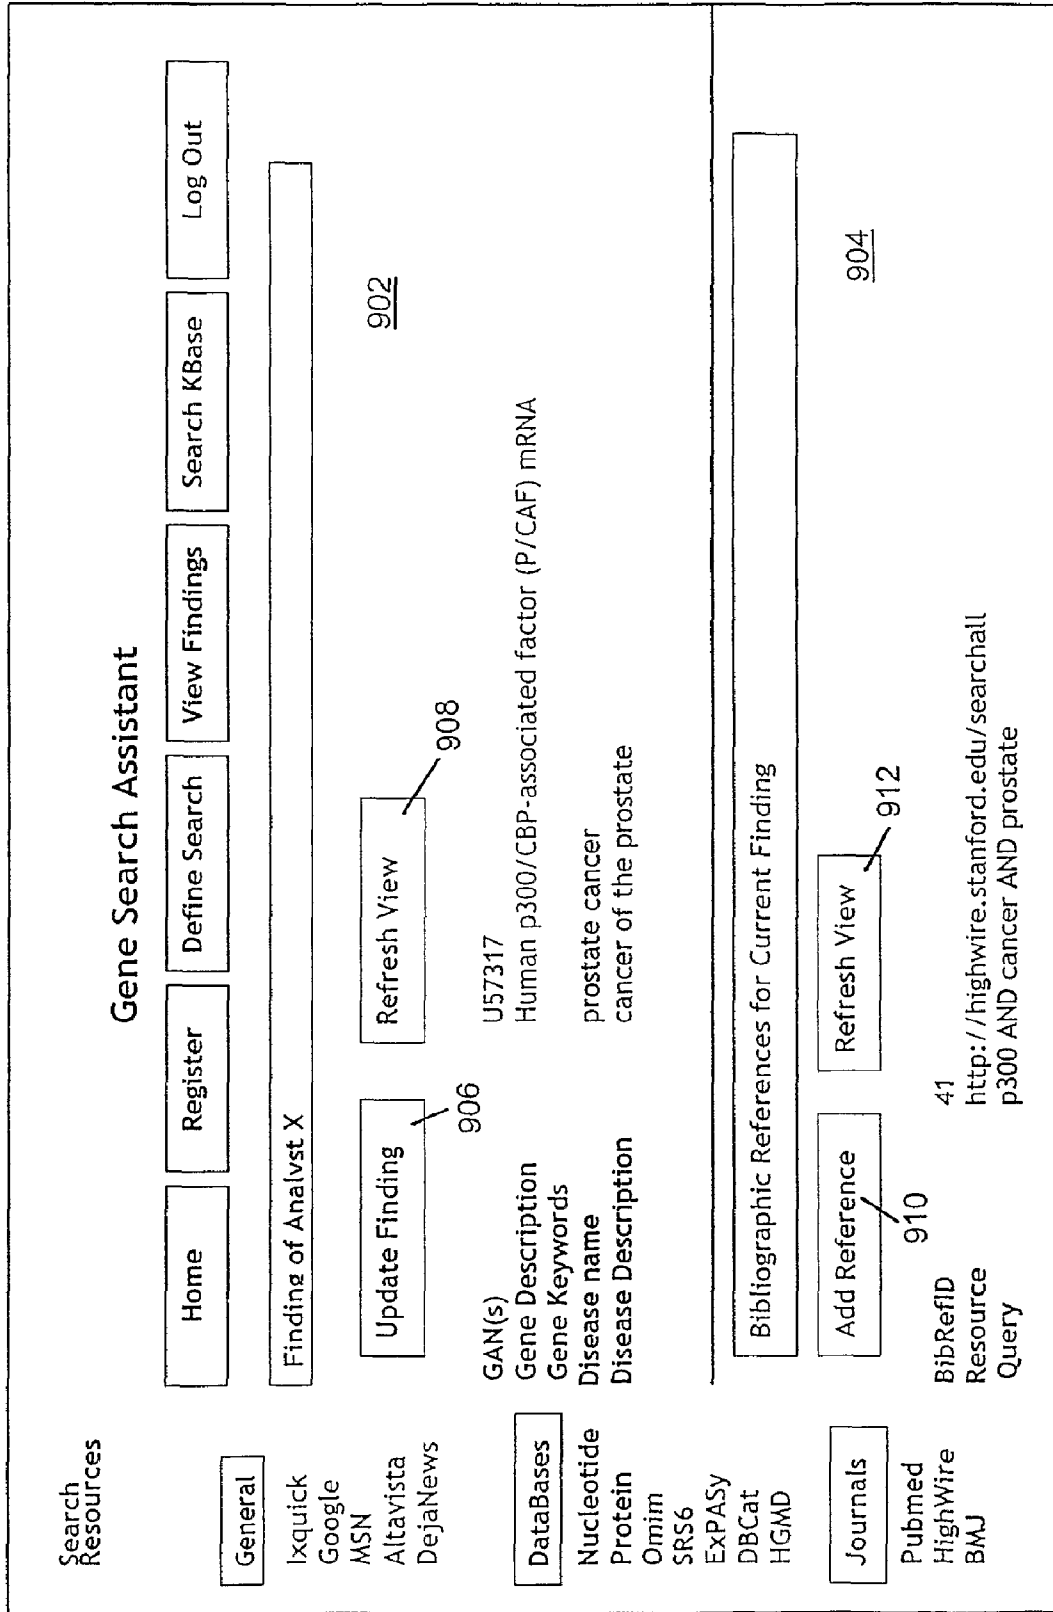 Gene Search Assistant
Search
Resources
Home
Register
Define Search
View Findings
Search KBase
Log Out
General
Ixquick
Google
MSN
Altavista
DejaNews
DataBases
Nucleotide
Protein
Omim
SRS6
ExPASy
DBCat
HGMD
Journals
Pubmed
HighWire
BMJ
Finding of Analyst X
Update Finding
Refresh View
906
908
902
GAN(s)
U57317
Gene Description
Human p300/CBP-associated factor (P/CAF) mRNA
Gene Keywords
Disease name
prostate cancer
Disease Description
cancer of the prostate
Bibliographic References for Current Finding
Add Reference
Refresh View
910
912
904
BibRefID
41
Resource
http://highwire.stanford.edu/searchall
Query
p300 AND cancer AND prostate